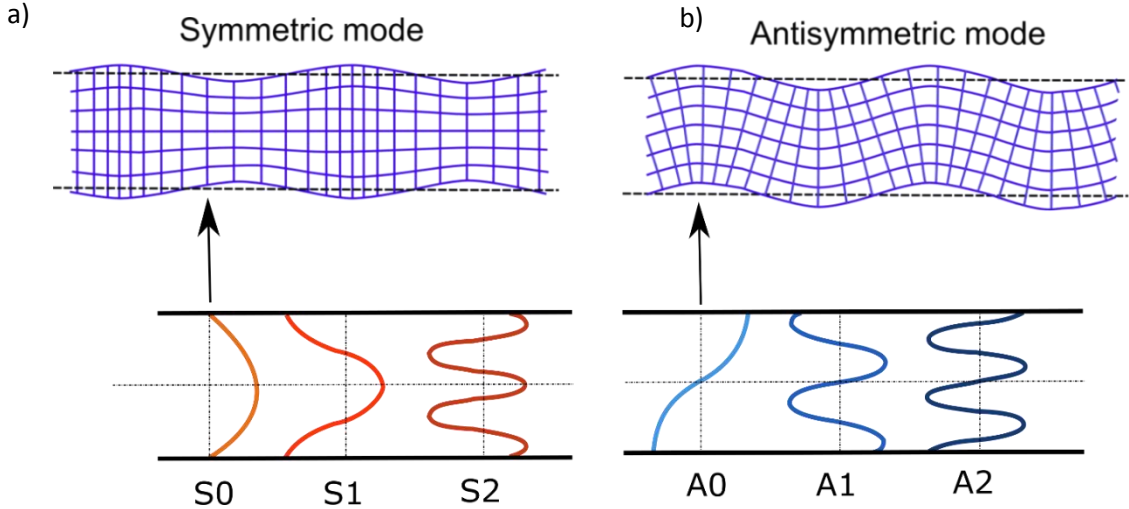 a)
Symmetric mode
b)
Antisymmetric mode
S0
S1
S2
A0
A1
A2